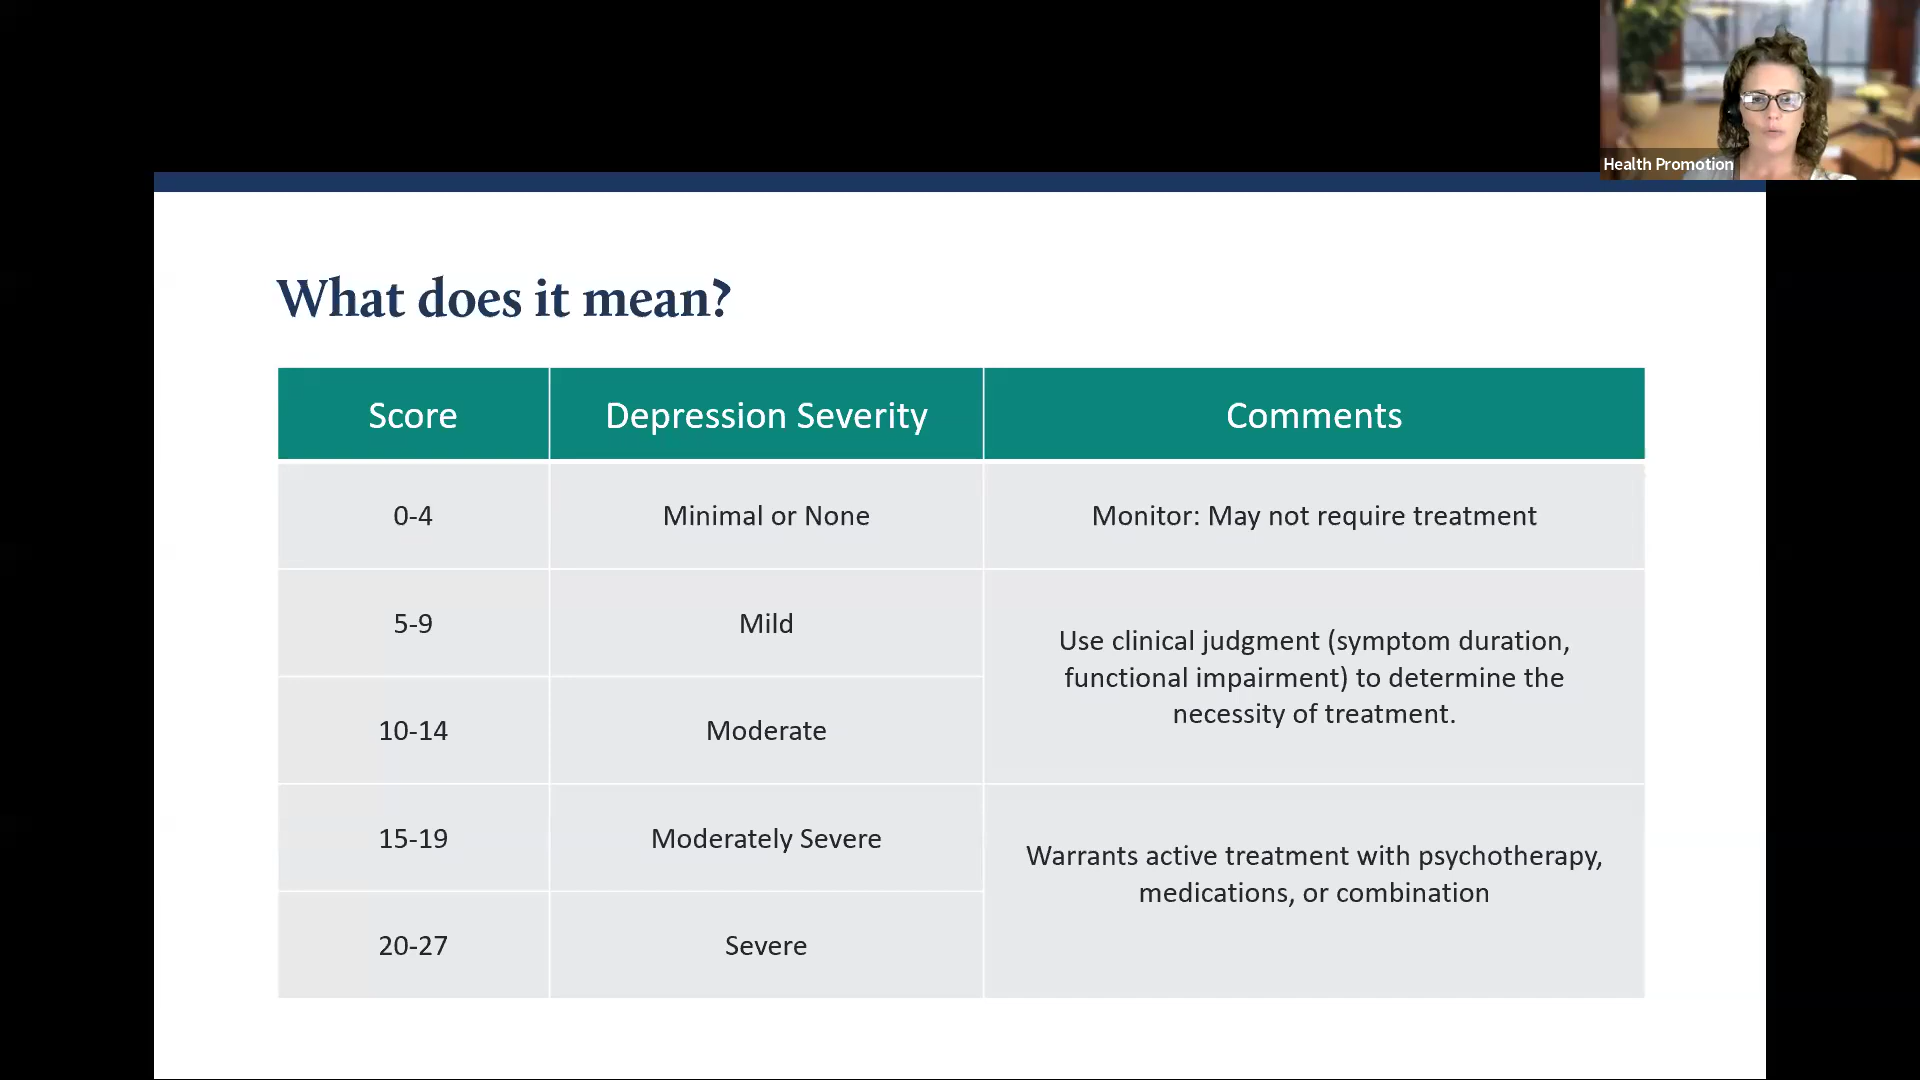 Health Promotion
What does it mean?
Score Depression Severity Comments
0-4 Minimal or None Monitor: May not require treatment
5-9 Mild
Use clinical judgment (symptom duration,
functional impairment) to determine the
necessity of treatment.
10-14 Moderate
15-19 Moderately Severe
Warrants active treatment with psychotherapy,
medications, or combination
20-27 Severe